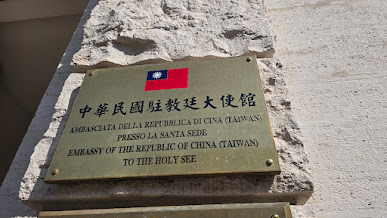 中華民國駐教廷大使館
AMBASCIATA DELLA REPUBBLICA DI CINA (TAIWAN)
PRESSO LA SANTA SEDE
EMBASSY OF THE REPUBLIC OF CHINA (TAIWAN)
TO THE HOLY SEE